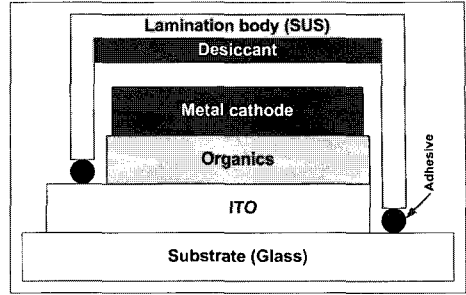 Lamination body (SUS)
Desiccant
Metal cathode
Organics
Adhesive
ITO
Substrate (Glass)